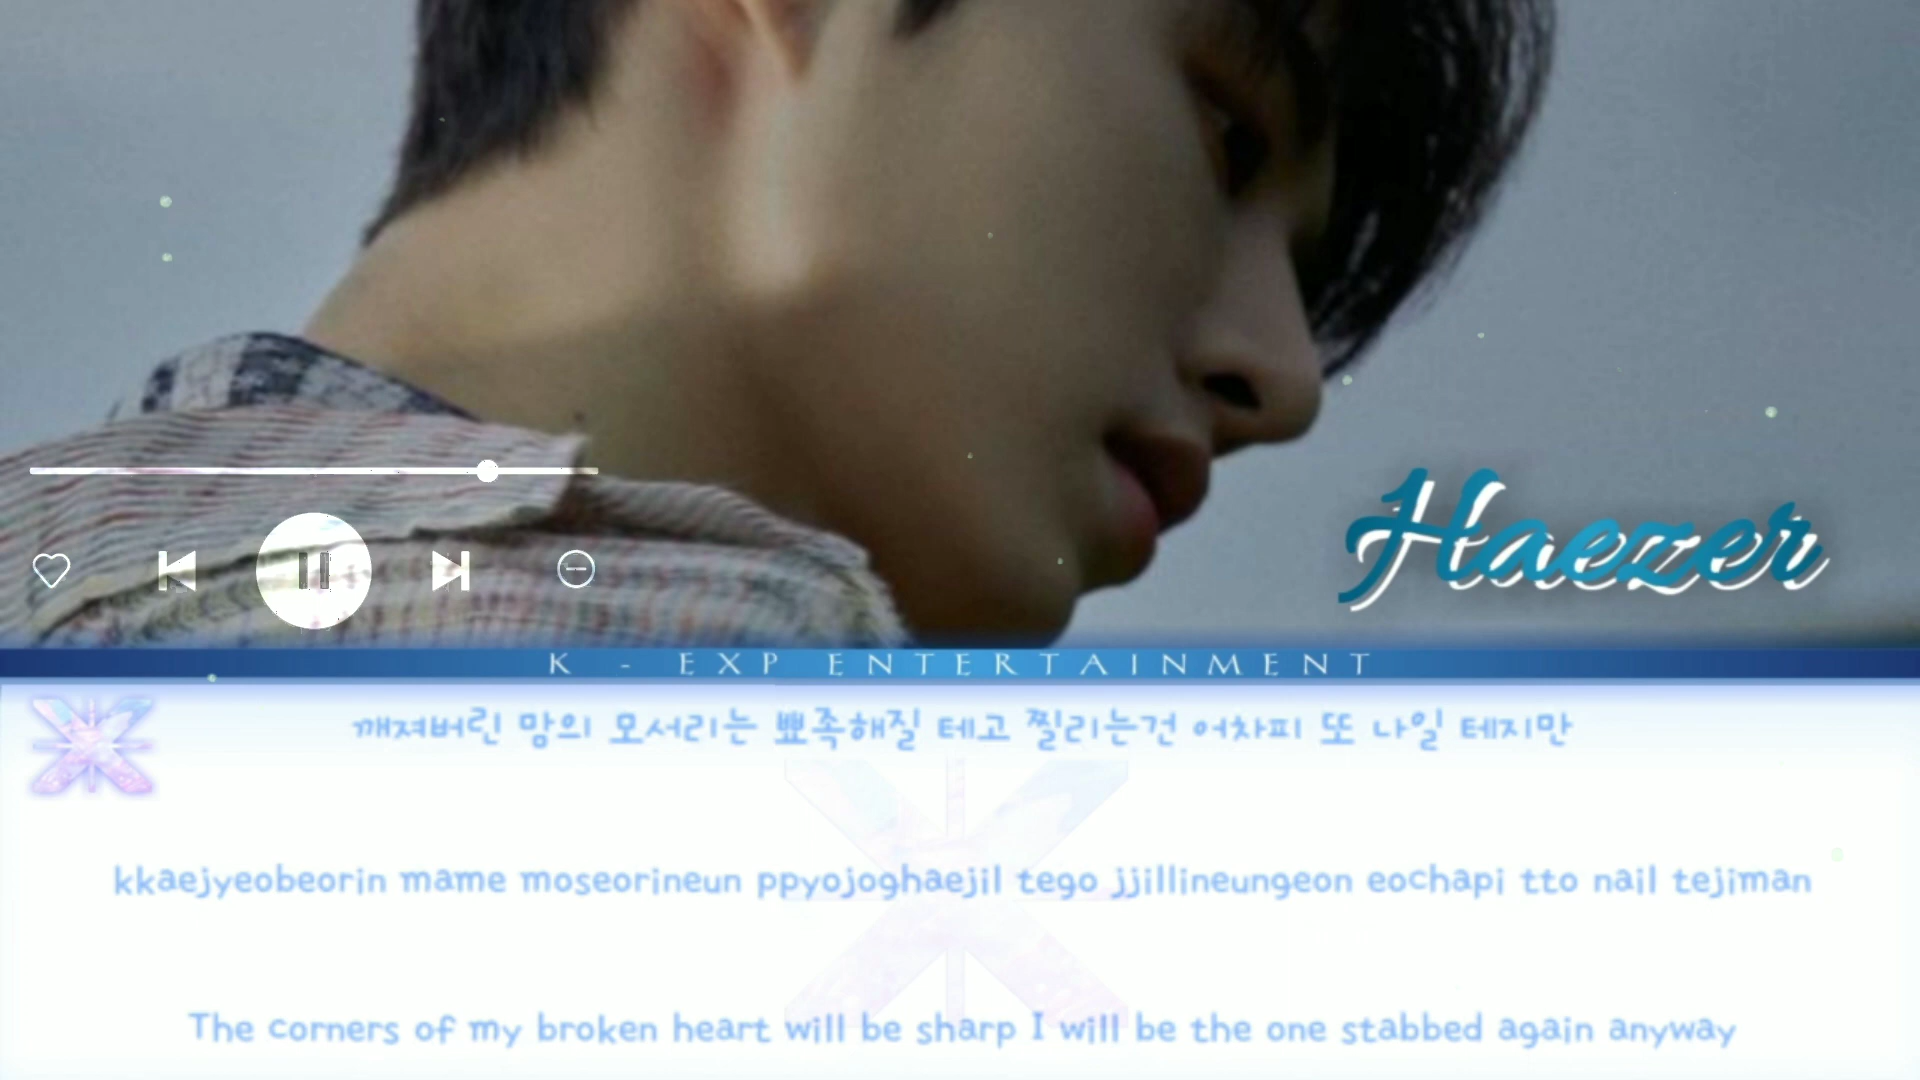 Haezer
K - EXP ENTERTAINMENT
깨져버린 맘의 모서리는 뾰족해질 테고 찔리는건 어차피 또 나일 테지만
kkaejyeobeorin mame moseorineun ppyojoghaejil tego jjillineungeon eochapi tto nail tejiman
The corners of my broken heart will be sharp I will be the one stabbed again anyway